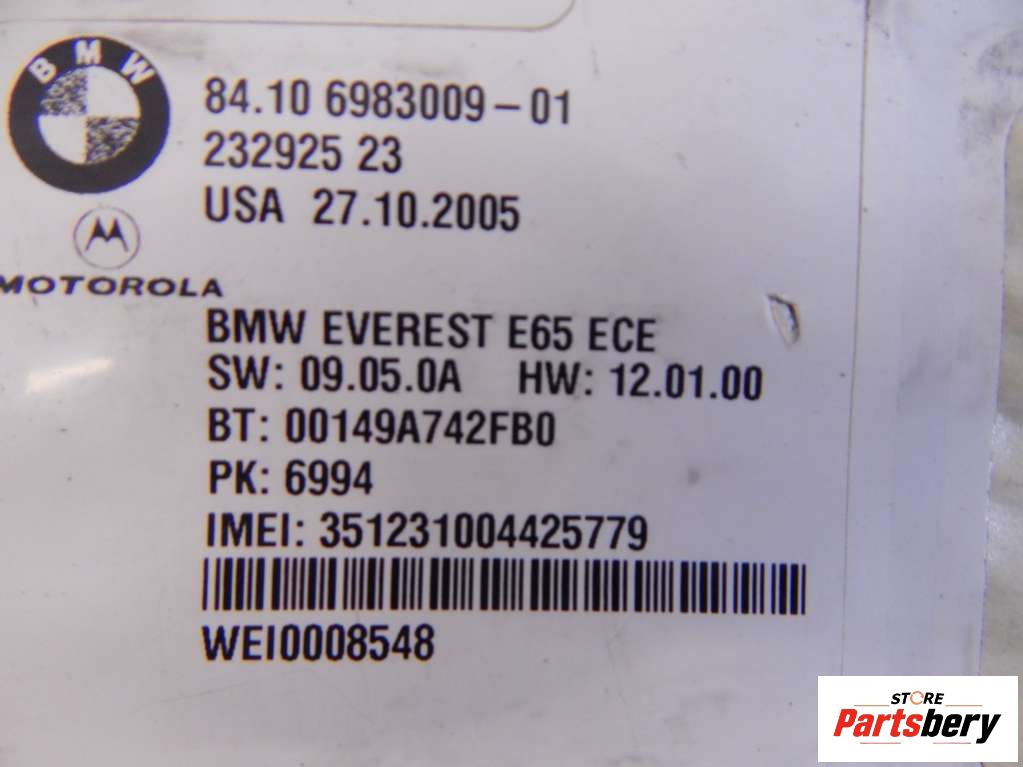 BMW
84.10 6983009-01
232925 23
USA 27.10.2005
MOTOROLA
BMW EVEREST E65 ECE
SW: 09.05.0A HW: 12.01.00
BT: 00149A742FB0
PK: 6994
IMEI: 351231004425779
WEI0008548
STORE
Partsbery